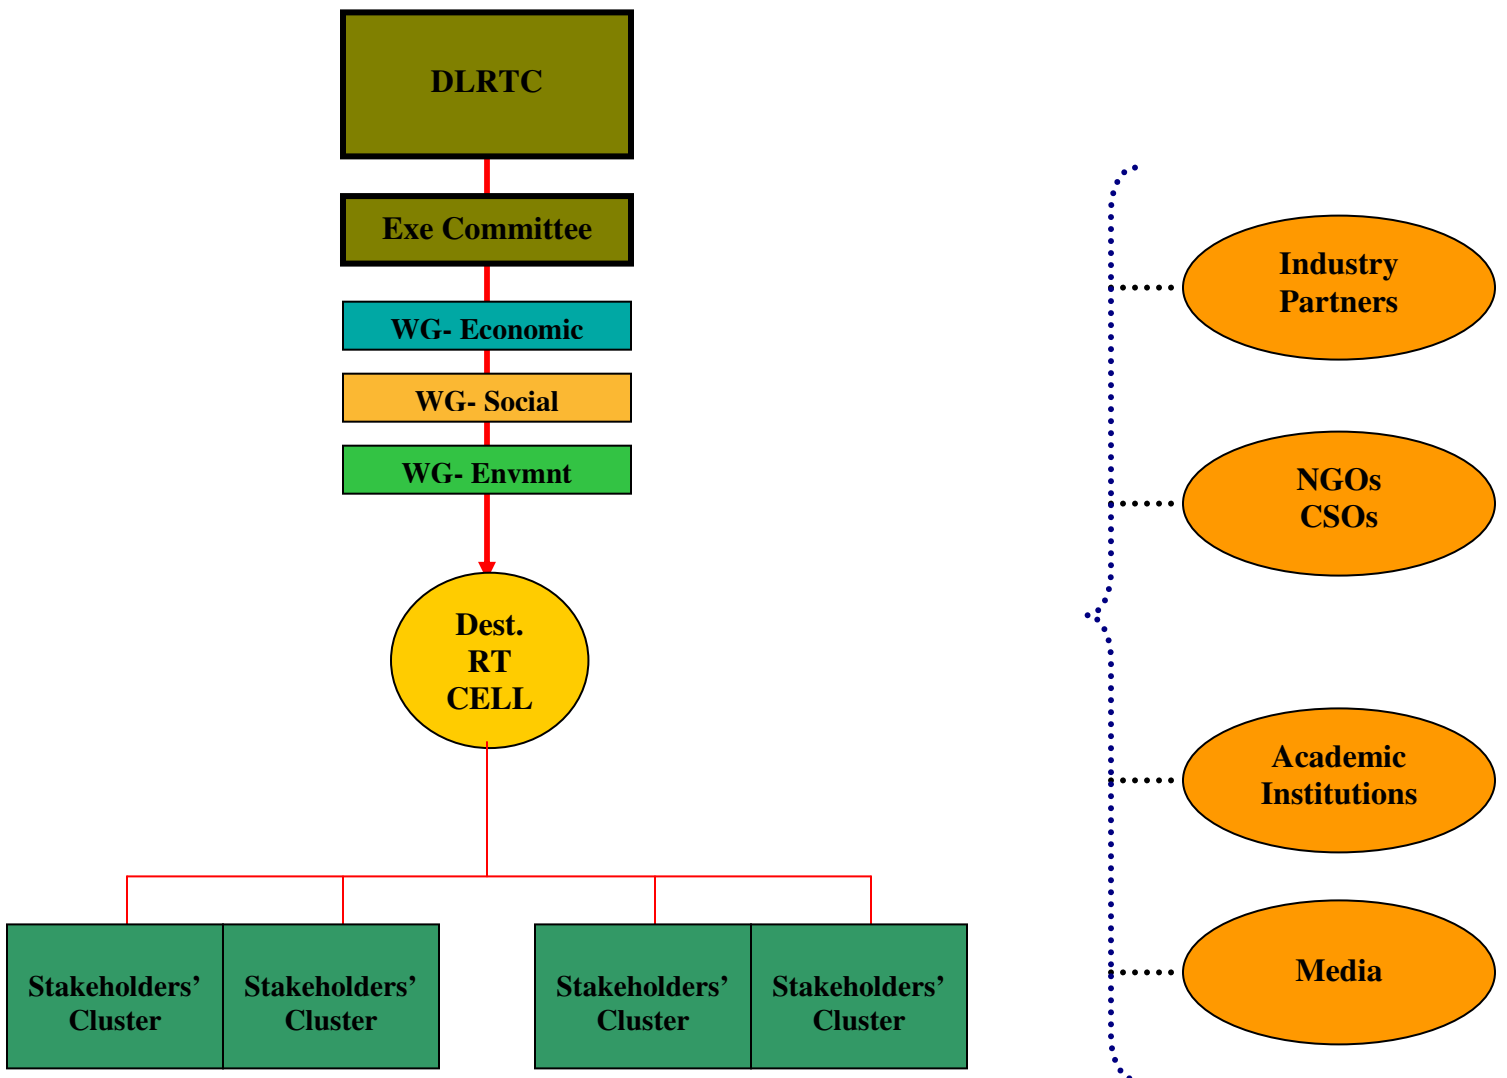 DLRTC
Exe Committee
WG- Economic
WG- Social
WG- Envmnt
Dest.
RT
CELL
Stakeholders’
Cluster
Stakeholders’
Cluster
Stakeholders’
Cluster
Stakeholders’
Cluster
Industry
Partners
NGOs
CSOs
Academic
Institutions
Media